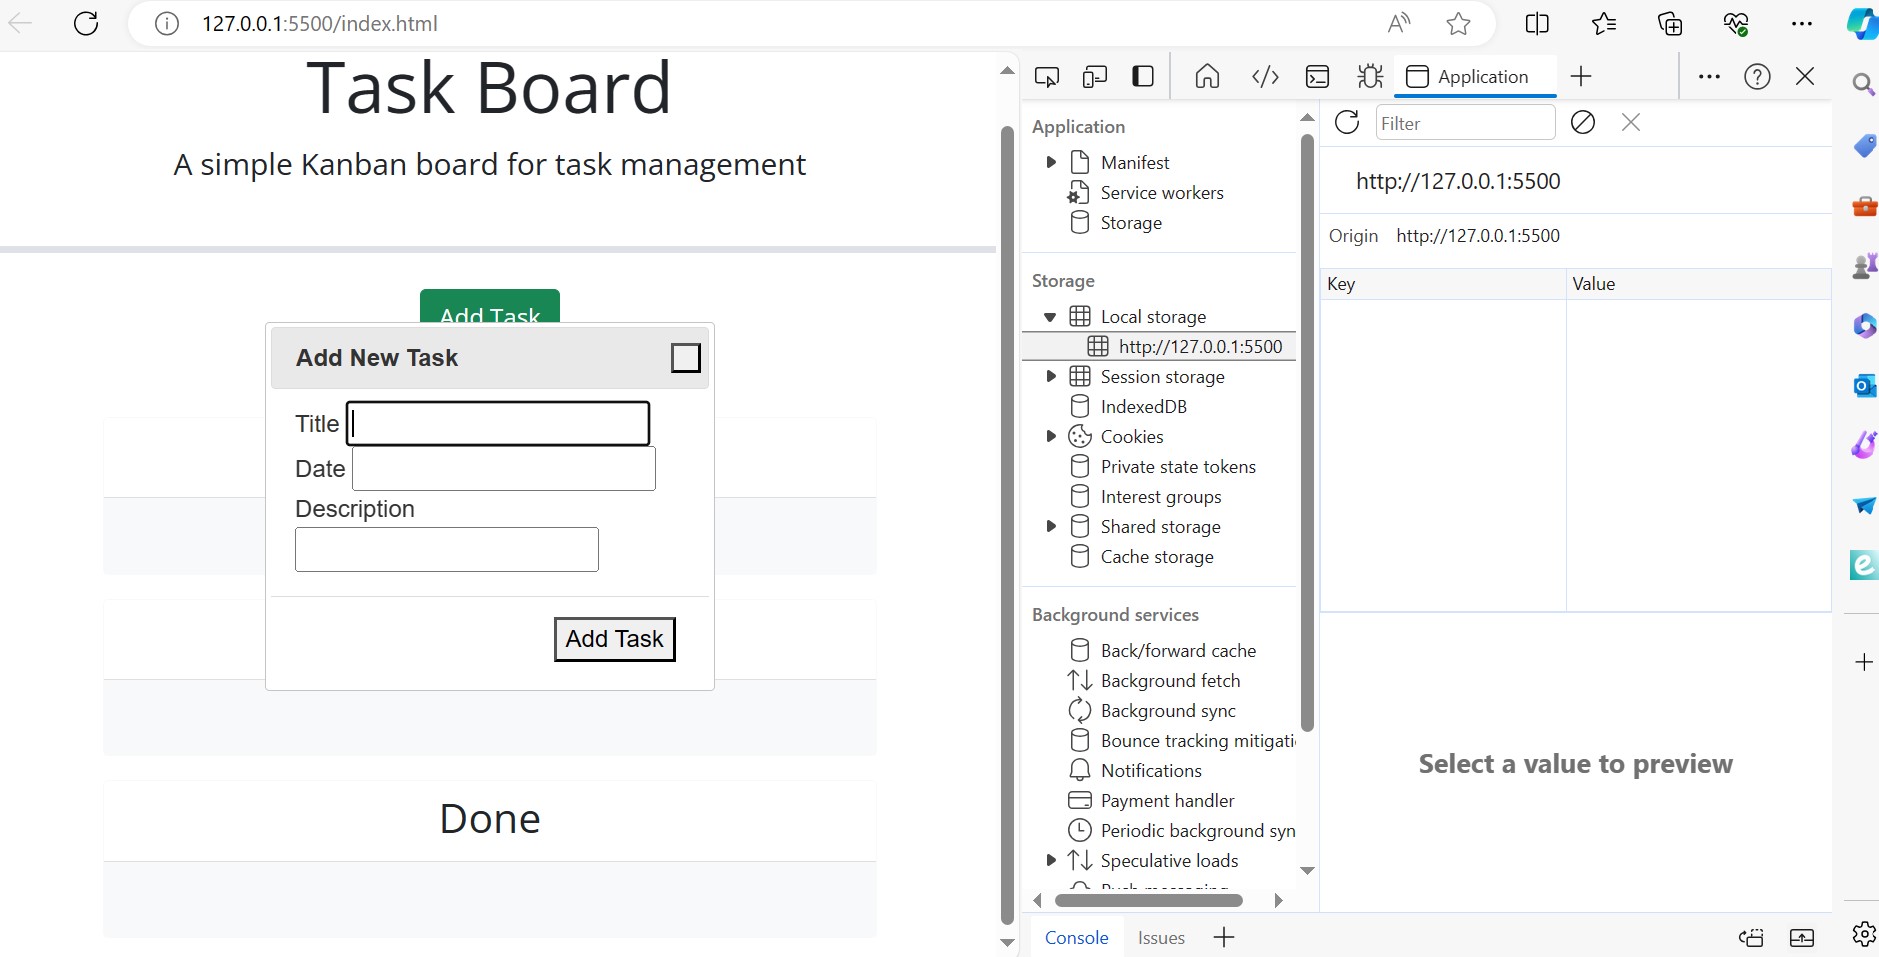 127.0.0.1:5500/index.html
Task Board
A simple Kanban board for task management
Add Task
Add New Task
Title
Date
Description
Add Task
Done
Application
Filter
Application
Manifest
Service workers
Storage
Storage
Local storage
http://127.0.0.1:5500
Session storage
IndexedDB
Cookies
Private state tokens
Interest groups
Shared storage
Cache storage
Background services
Back/forward cache
Background fetch
Background sync
Bounce tracking mitigati
Notifications
Payment handler
Periodic background syn
Speculative loads
Push messaging
http://127.0.0.1:5500
Origin http://127.0.0.1:5500
Key Value
Select a value to preview
Console Issues